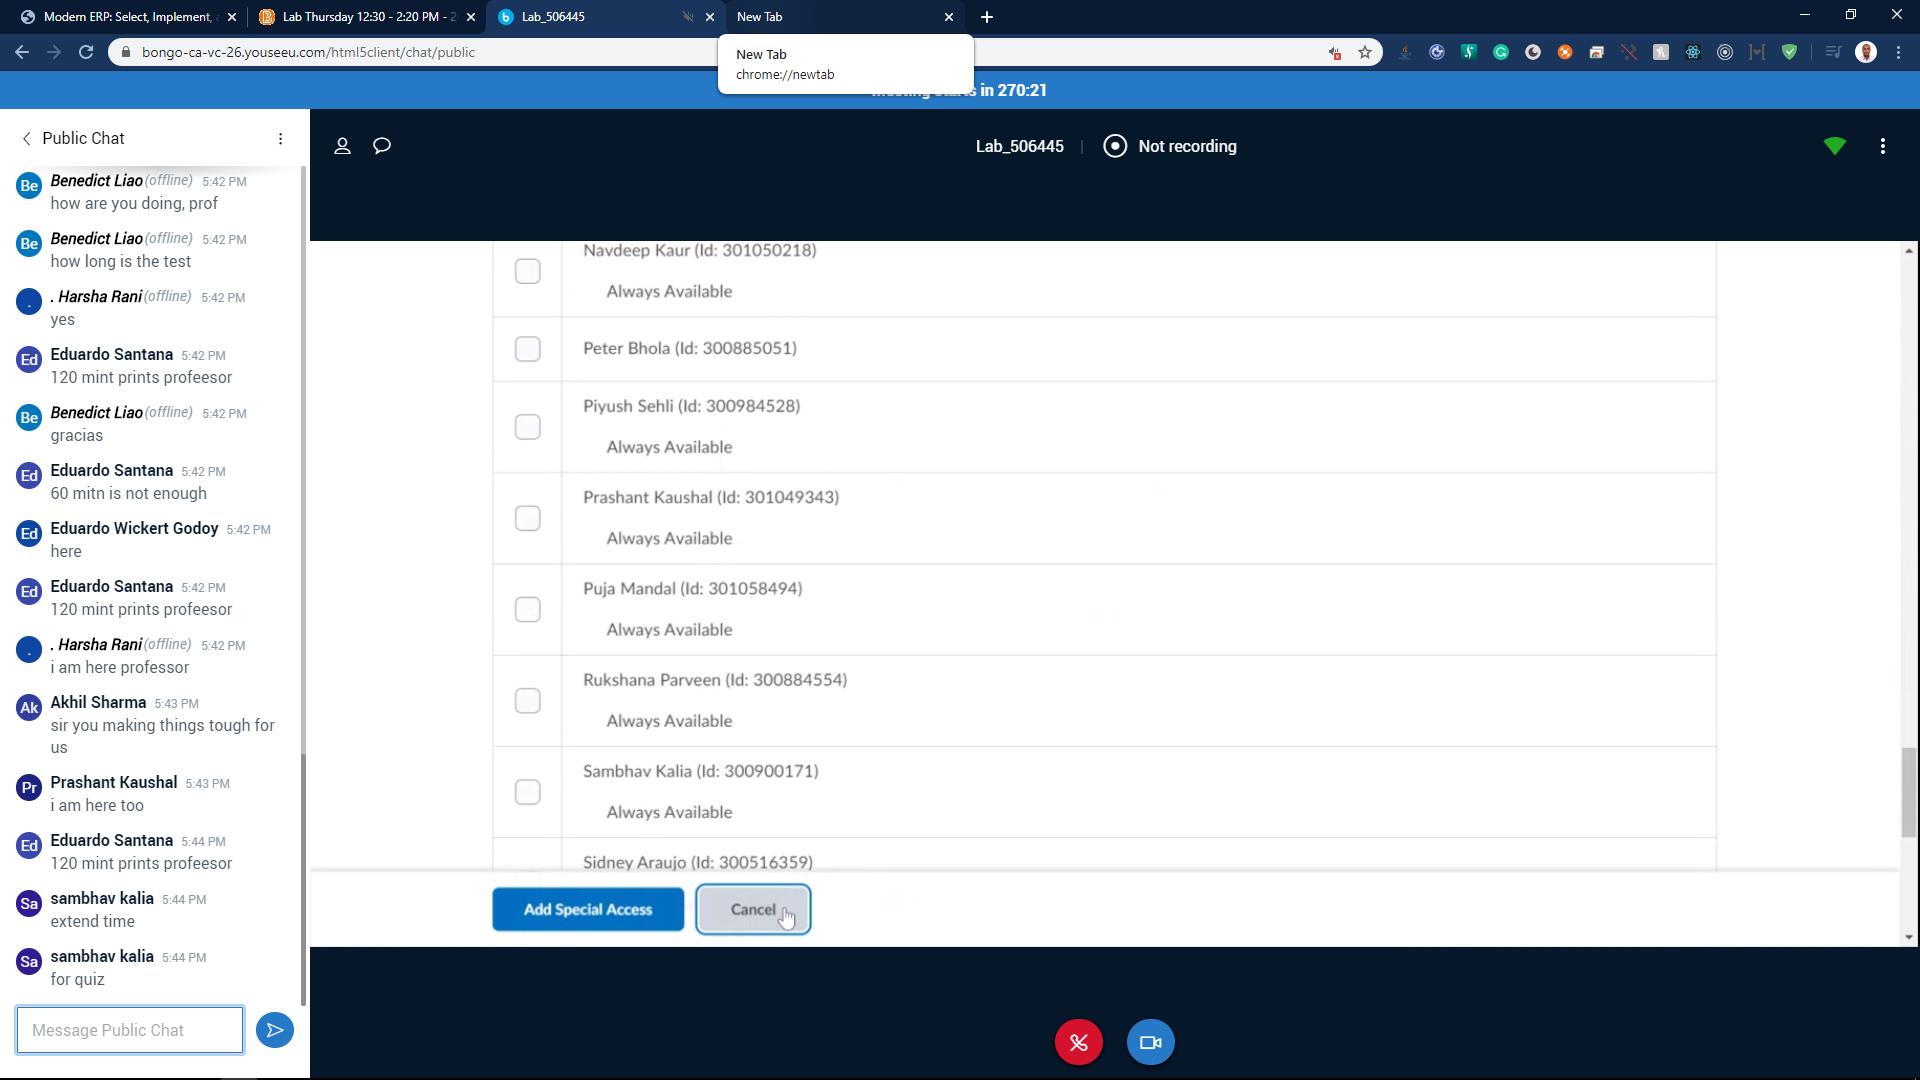 Modern ERP: Select, Implement,
Lab Thursday 12:30 - 2:20 PM - 2
Lab_506445
New Tab
bongo-ca-vc-26.youseeu.com/html5client/chat/public
New Tab
chrome://newtab
in 270:21
Public Chat
Lab_506445
Not recording
Be
Benedict Liao (offline) 5:42 PM
how are you doing, prof
Be
Benedict Liao (offline) 5:42 PM
how long is the test
. Harsha Rani (offline) 5:42 PM
yes
Ed
Eduardo Santana 5:42 PM
120 mint prints profeesor
Be
Benedict Liao (offline) 5:42 PM
gracias
Ed
Eduardo Santana 5:42 PM
60 mitn is not enough
Ed
Eduardo Wickert Godoy 5:42 PM
here
Ed
Eduardo Santana 5:42 PM
120 mint prints profeesor
. Harsha Rani (offline) 5:42 PM
i am here professor
Ak
Akhil Sharma 5:43 PM
sir you making things tough for
us
Pr
Prashant Kaushal 5:43 PM
i am here too
Ed
Eduardo Santana 5:44 PM
120 mint prints profeesor
Sa
sambhav kalia 5:44 PM
extend time
Sa
sambhav kalia 5:44 PM
for quiz
Message Public Chat
Navdeep Kaur (Id: 301050218)
Always Available
Peter Bhola (Id: 300885051)
Piyush Sehli (Id: 300984528)
Always Available
Prashant Kaushal (Id: 301049343)
Always Available
Puja Mandal (Id: 301058494)
Always Available
Rukshana Parveen (Id: 300884554)
Always Available
Sambhav Kalia (Id: 300900171)
Always Available
Sidney Araujo (Id: 300516359)
Add Special Access
Cancel